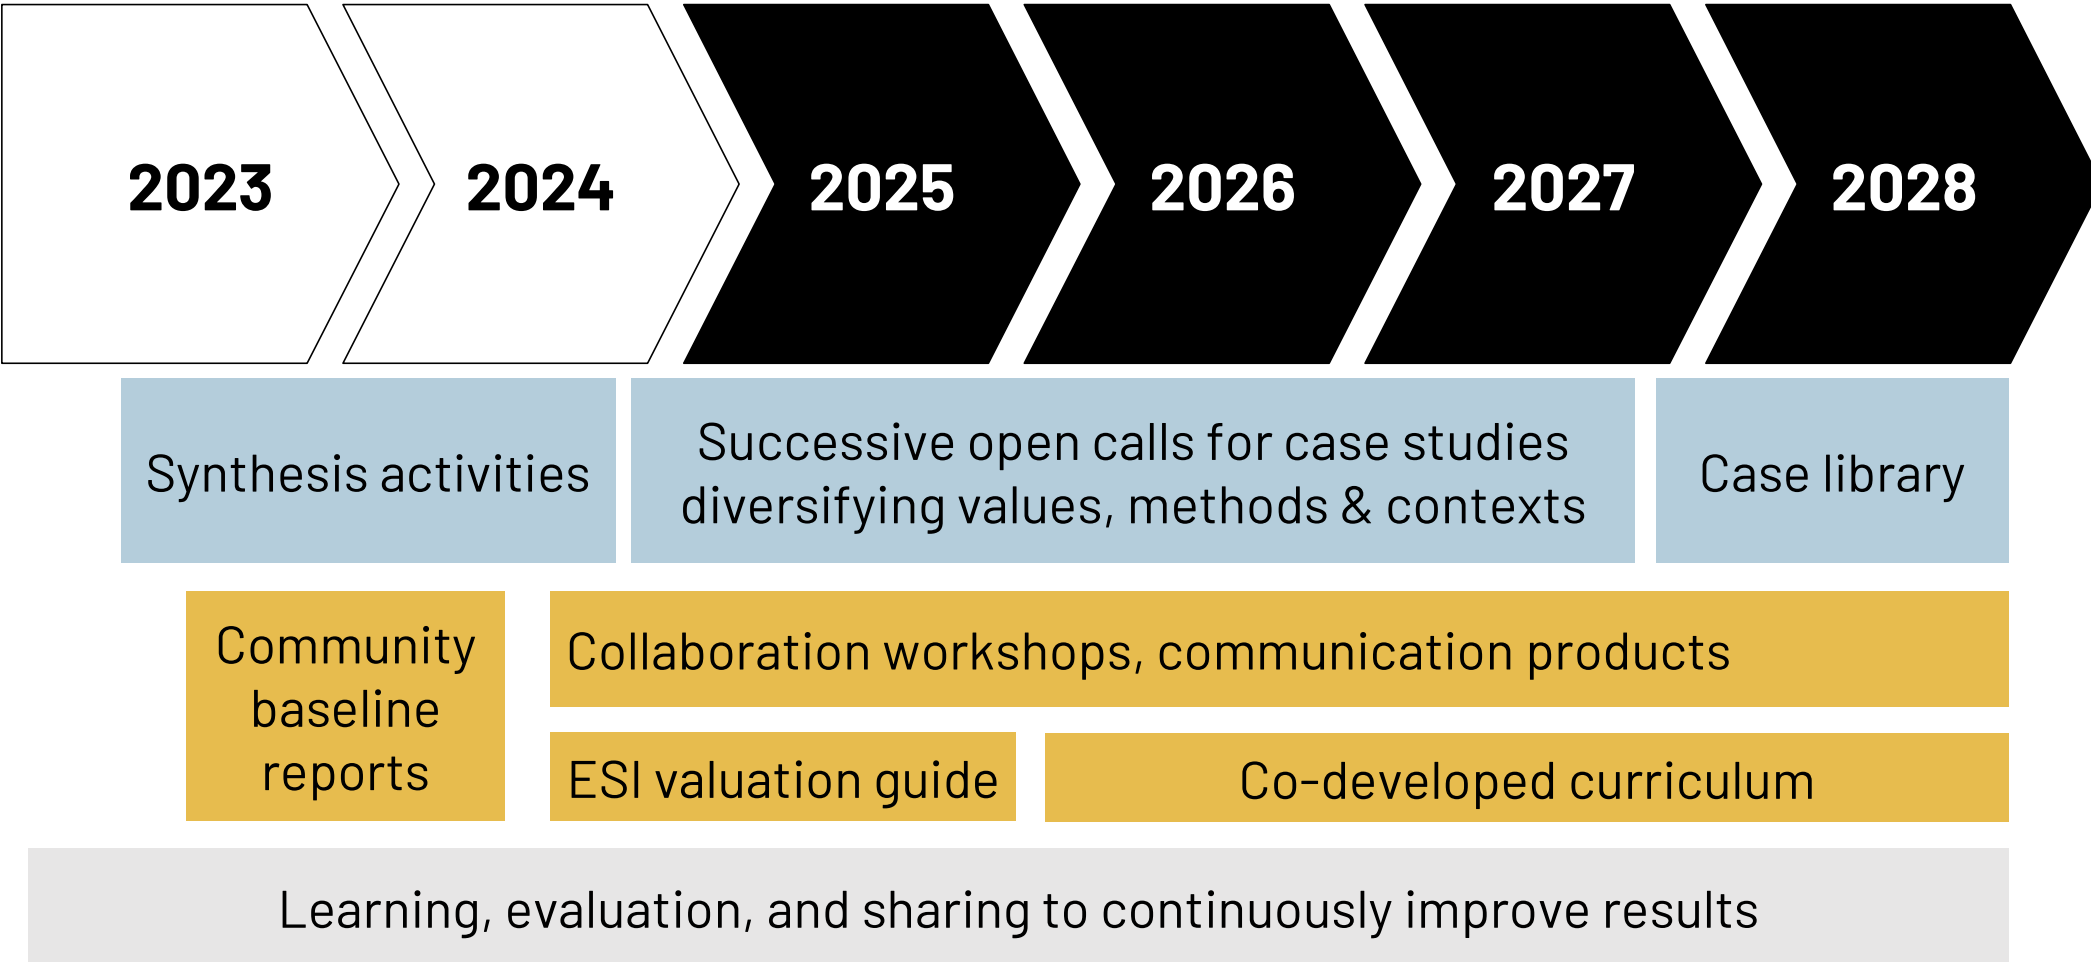 2023
2024
2025
2026
2027
2028
Synthesis activities
Successive open calls for case studies
diversifying values, methods & contexts
Case library
Community
baseline
reports
Collaboration workshops, communication products
ESI valuation guide
Co-developed curriculum
Learning, evaluation, and sharing to continuously improve results